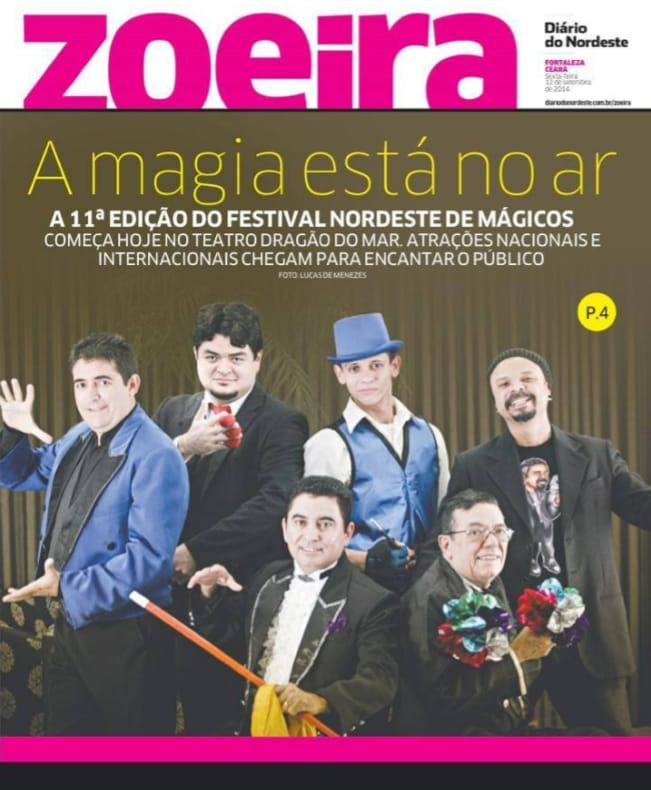 zoeira
Diário
do Nordeste
FORTALEZA
CEARÁ
Sexta-feira
12 de setembro
de 2014
diariodonordeste.com.br/zoeira
A magia está no ar
A 11ª EDIÇÃO DO FESTIVAL NORDESTE DE MÁGICOS
COMEÇA HOJE NO TEATRO DRAGÃO DO MAR. ATRAÇÕES NACIONAIS E
INTERNACIONAIS CHEGAM PARA ENCANTAR O PÚBLICO
FOTO: LUCAS DE MENEZES
P.4